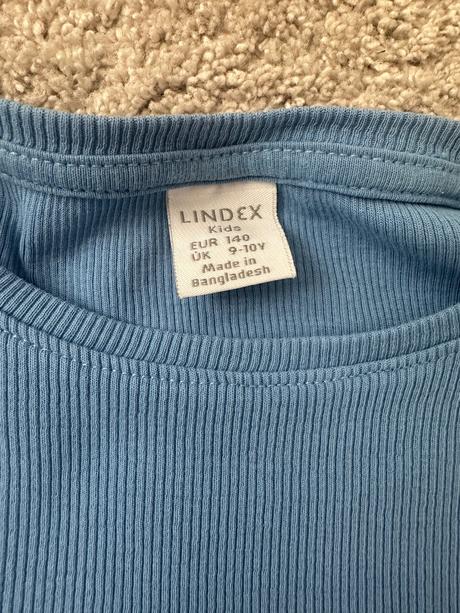 LINDEX
Kids
EUR 140
UK 9-10Y
Made in
Bangladesh